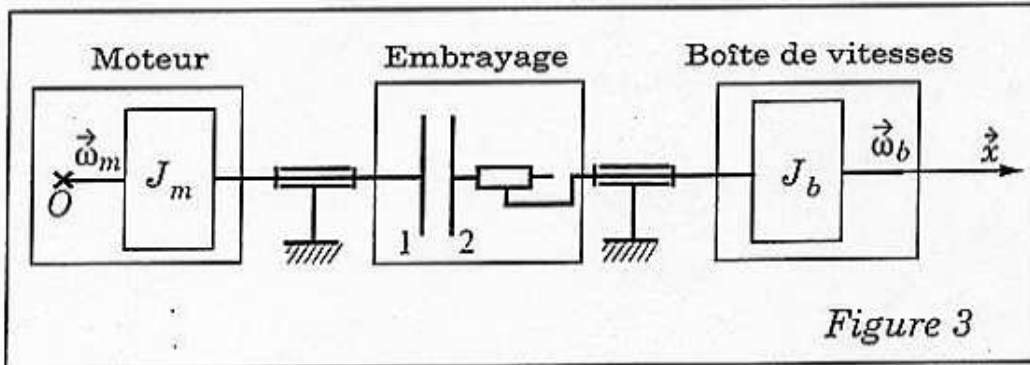 Moteur Embrayage Boîte de vitesses
ω⃗m Jm Jb ω⃗b x⃗
O 1 2
Figure 3